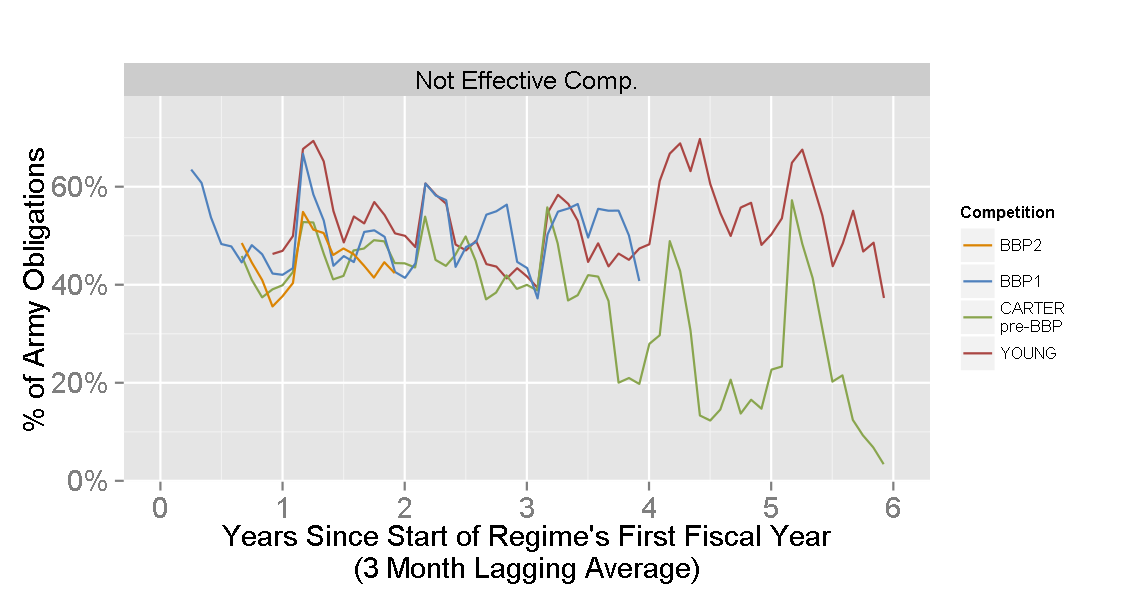 Not Effective Comp.
% of Army Obligations
60%
40%
20%
0%
0 1 2 3 4 5 6
Years Since Start of Regime's First Fiscal Year
(3 Month Lagging Average)
Competition
BBP2
BBP1
CARTER
pre-BBP
YOUNG